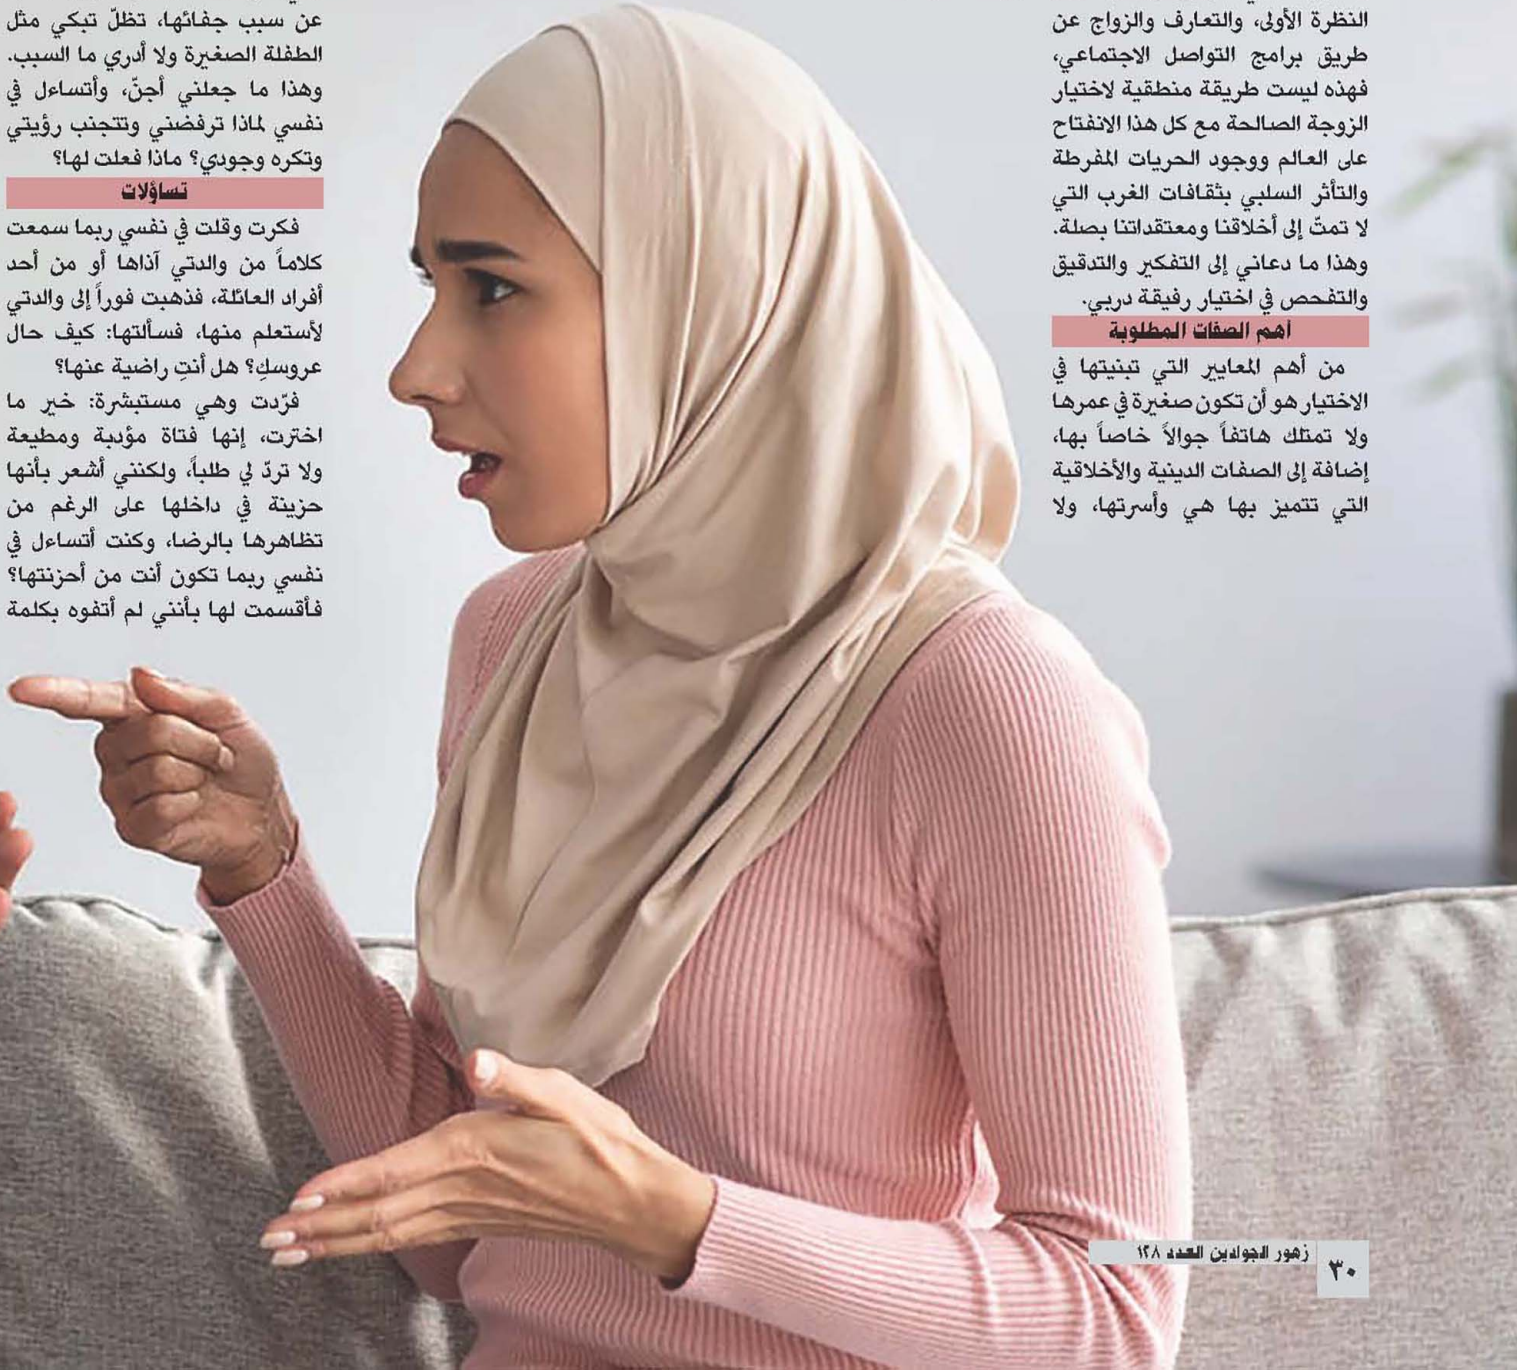 النظرة الأولى، والتعارف والزواج عن
طريق برامج التواصل الاجتماعي،
فهذه ليست طريقة منطقية لاختيار
الزوجة الصالحة مع كل هذا الانفتاح
على العالم ووجود الحريات المفرطة
والتأثر السلبي بثقافات الغرب التي
لا تمتّ إلى أخلاقنا ومعتقداتنا بصلة.
وهذا ما دعاني إلى التفكير والتدقيق
والتفحص في اختيار رفيقة دربي.
أهم الصفات المطلوبة
من أهم المعايير التي تبنيتها في
الاختيار هو أن تكون صغيرة في عمرها
ولا تمتلك هاتفاً جوالاً خاصاً بها،
إضافة إلى الصفات الدينية والأخلاقية
التي تتميز بها هي وأسرتها، ولا
عن سبب جفائها، تظلّ تبكي مثل
الطفلة الصغيرة ولا أدري ما السبب.
وهذا ما جعلني أجنّ، وأتساءل في
نفسي لماذا ترفضني وتتجنب رؤيتي
وتكره وجودي؟ ماذا فعلت لها؟
تساؤلات
فكرت وقلت في نفسي ربما سمعت
كلاماً من والدتي آذاها أو من أحد
أفراد العائلة، فذهبت فوراً إلى والدتي
لأستعلم منها، فسألتها: كيف حال
عروسكِ؟ هل أنتِ راضية عنها؟
فرّدت وهي مستبشرة: خير ما
اخترت، إنها فتاة مؤدبة ومطيعة
ولا تردّ لي طلباً، ولكنني أشعر بأنها
حزينة في داخلها على الرغم من
تظاهرها بالرضا، وكنت أتساءل في
نفسي ربما تكون أنت من أحزنتها؟
فأقسمت لها بأنني لم أتفوه بكلمة
زهور الجوادين العدد ١٢٨
٣٠